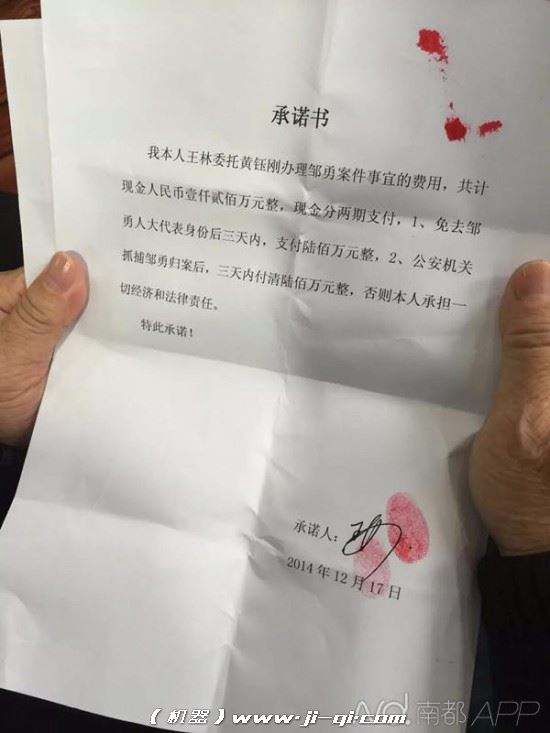 承诺书
我本人王林委托黄钰刚办理邹勇案件事宜的费用，共计
现金人民币壹仟贰佰万元整，现金分两期支付，1、免去邹
勇人大代表身份后三天内，支付陆佰万元整，2、公安机关
抓捕邹勇归案后，三天内付清陆佰万元整，否则本人承担一
切经济和法律责任。
特此承诺！
承诺人：
2014年12月17日
南都APP
（机器）www.ji-qi.com